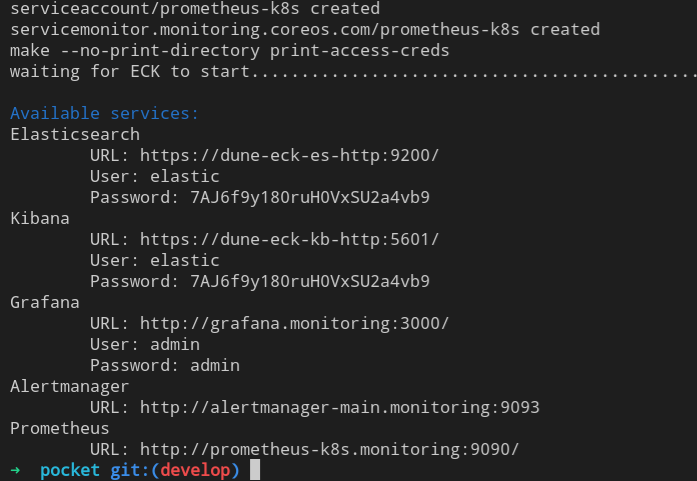 serviceaccount/prometheus-k8s created
servicemonitor.monitoring.coreos.com/prometheus-k8s created
make --no-print-directory print-access-creds
waiting for ECK to start............................................
Available services:
Elasticsearch
URL: https://dune-eck-es-http:9200/
User: elastic
Password: 7AJ6f9y180ruH0VxSU2a4vb9
Kibana
URL: https://dune-eck-kb-http:5601/
User: elastic
Password: 7AJ6f9y180ruH0VxSU2a4vb9
Grafana
URL: http://grafana.monitoring:3000/
User: admin
Password: admin
Alertmanager
URL: http://alertmanager-main.monitoring:9093
Prometheus
URL: http://prometheus-k8s.monitoring:9090/
→ pocket git:(develop)